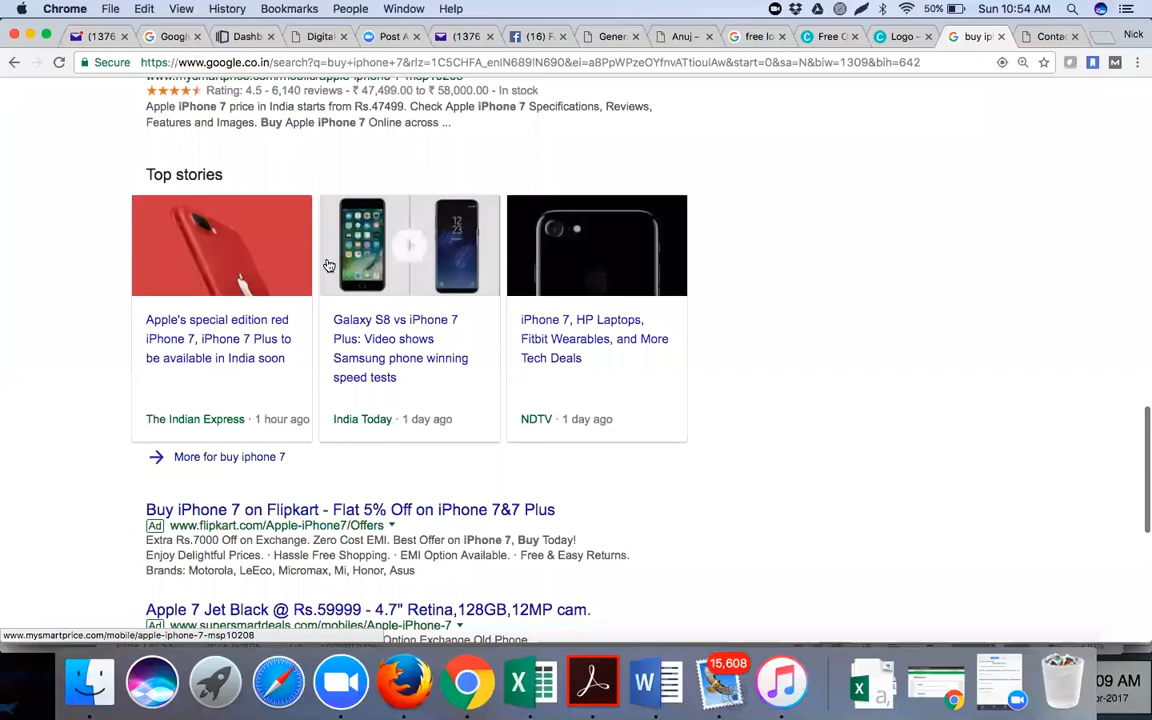 Chrome File Edit View History Bookmarks People Window Help 50% Sun 10:54 AM
(1376 Googl Dashb Digital Post A (1376 (16) F Gener Anuj – free lo Free O Logo – buy ip Contac Nick
Secure https://www.google.co.in/search?q=buy+iphone+7&rlz=1C5CHFA_enIN689IN690&ei=a8PpWPzeOYfnvATtiouIAw&start=0&sa=N&biw=1309&bih=642
www.mysmartprice.com/mobile/apple-iphone-7-msp10208
Rating: 4.5 - 6,140 reviews - ₹ 47,499.00 to ₹ 58,000.00 - In stock
Apple iPhone 7 price in India starts from Rs.47499. Check Apple iPhone 7 Specifications, Reviews,
Features and Images. Buy Apple iPhone 7 Online across ...
Top stories
12
23
Apple's special edition red
iPhone 7, iPhone 7 Plus to
be available in India soon
The Indian Express · 1 hour ago
Galaxy S8 vs iPhone 7
Plus: Video shows
Samsung phone winning
speed tests
India Today · 1 day ago
iPhone 7, HP Laptops,
Fitbit Wearables, and More
Tech Deals
NDTV · 1 day ago
More for buy iphone 7
Buy iPhone 7 on Flipkart - Flat 5% Off on iPhone 7&7 Plus
Ad www.flipkart.com/Apple-iPhone7/Offers
Extra Rs.7000 Off on Exchange. Zero Cost EMI. Best Offer on iPhone 7, Buy Today!
Enjoy Delightful Prices. · Hassle Free Shopping. · EMI Option Available. · Free & Easy Returns.
Brands: Motorola, LeEco, Micromax, Mi, Honor, Asus
Apple 7 Jet Black @ Rs.59999 - 4.7" Retina,128GB,12MP cam.
Ad www.supersmartdeals.com/mobiles/Apple-iPhone-7
Option Exchange Old Phone
www.mysmartprice.com/mobile/apple-iphone-7-msp10208
15,608
X
W
X a,
09 AM
r-2017